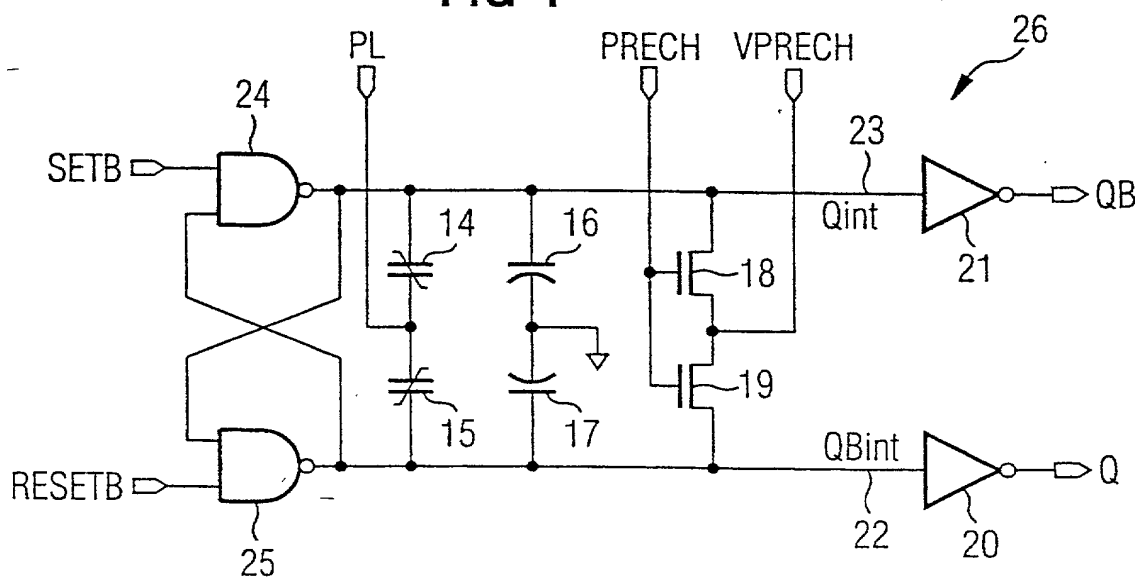 PL
PRECH
VPRECH
26
24
SETB
23
QB
Qint
21
14
16
18
19
15
17
QBint
Q
RESETB
22
20
25